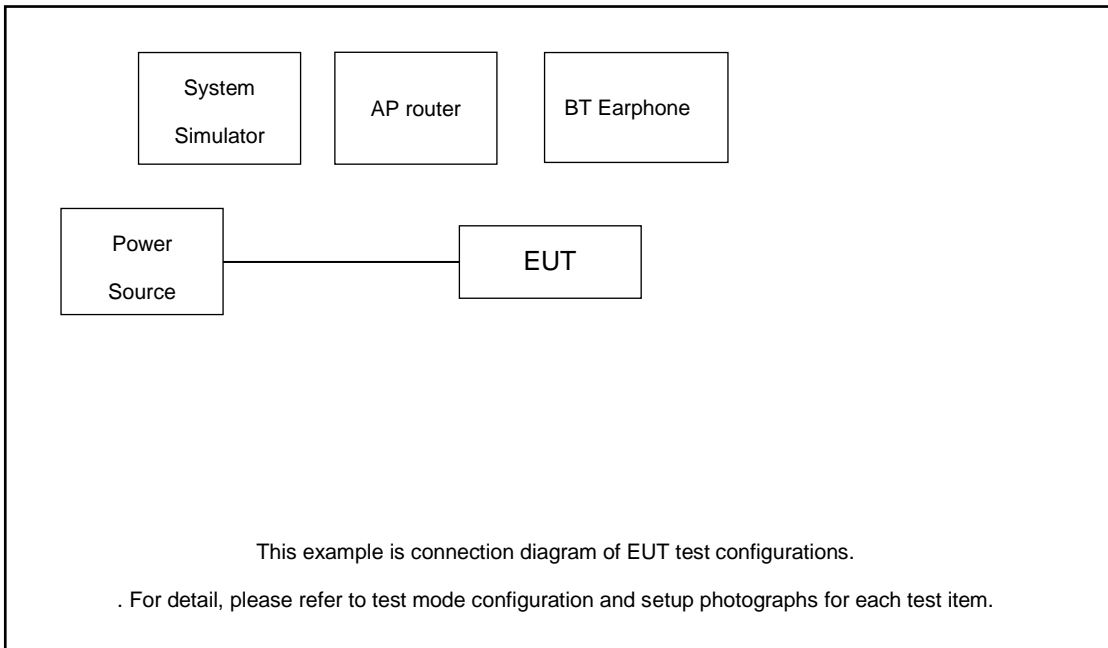 System
Simulator
AP router
BT Earphone
Power
Source
EUT
This example is connection diagram of EUT test configurations.
. For detail, please refer to test mode configuration and setup photographs for each test item.